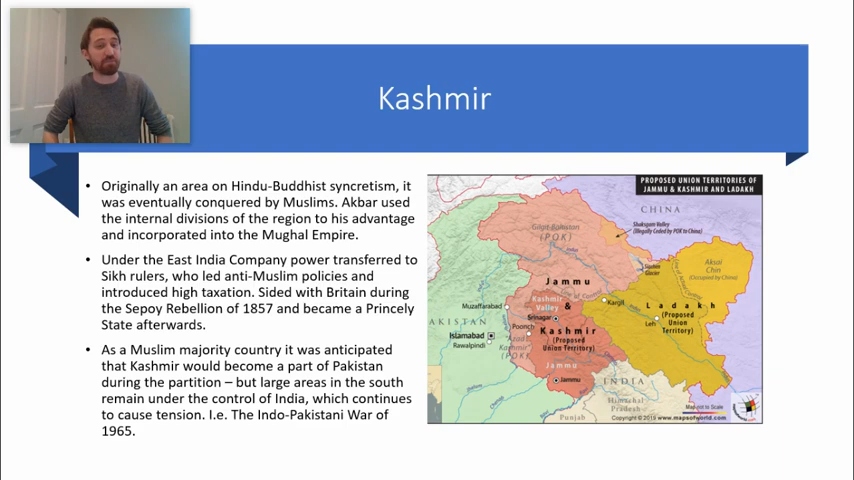 Kashmir
• Originally an area on Hindu-Buddhist syncretism, it
was eventually conquered by Muslims. Akbar used
the internal divisions of the region to his advantage
and incorporated into the Mughal Empire.
• Under the East India Company power transferred to
Sikh rulers, who led anti-Muslim policies and
introduced high taxation. Sided with Britain during
the Sepoy Rebellion of 1857 and became a Princely
State afterwards.
• As a Muslim majority country it was anticipated
that Kashmir would become a part of Pakistan
during the partition – but large areas in the south
remain under the control of India, which continues
to cause tension. I.e. The Indo-Pakistani War of
1965.
PROPOSED UNION TERRITORIES OF
JAMMU & KASHMIR AND LADAKH
CHINA
Gilgit-Baltistan
(POK)
Shaksgam Valley
(Illegally Ceded by POK to China)
Siachen
Glacier
Aksai
Chin
(Occupied by China)
Jammu
&
Kashmir
(Proposed
Union Territory)
Kashmir
Valley
Muzaffarabad
Srinagar
Poonch
Kargil
Leh
Ladakh
(Proposed
Union
Territory)
AKISTAN
Islamabad
Rawalpindi
"Azad
Kashmir"
(POK)
Jammu
Jammu
INDIA
Himachal
Pradesh
Punjab
Map not to Scale
Copyright © 2019 www.mapsofworld.com